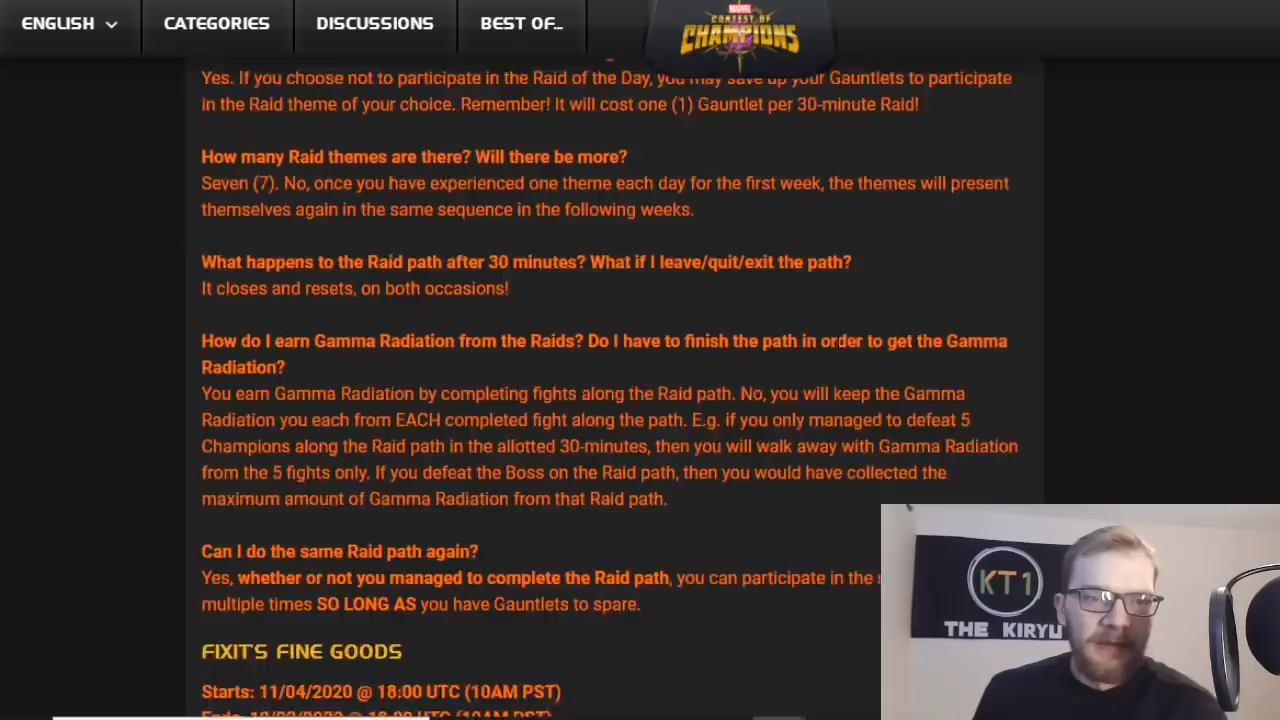 ENGLISH CATEGORIES DISCUSSIONS BEST OF...
MARVEL
CONTEST OF
CHAMPIONS
Yes. If you choose not to participate in the Raid of the Day, you may save up your Gauntlets to participate
in the Raid theme of your choice. Remember! It will cost one (1) Gauntlet per 30-minute Raid!
How many Raid themes are there? Will there be more?
Seven (7). No, once you have experienced one theme each day for the first week, the themes will present
themselves again in the same sequence in the following weeks.
What happens to the Raid path after 30 minutes? What if I leave/quit/exit the path?
It closes and resets, on both occasions!
How do I earn Gamma Radiation from the Raids? Do I have to finish the path in order to get the Gamma
Radiation?
You earn Gamma Radiation by completing fights along the Raid path. No, you will keep the Gamma
Radiation you each from EACH completed fight along the path. E.g. if you only managed to defeat 5
Champions along the Raid path in the allotted 30-minutes, then you will walk away with Gamma Radiation
from the 5 fights only. If you defeat the Boss on the Raid path, then you would have collected the
maximum amount of Gamma Radiation from that Raid path.
Can I do the same Raid path again?
Yes, whether or not you managed to complete the Raid path, you can participate in the
multiple times SO LONG AS you have Gauntlets to spare.
FIXIT'S FINE GOODS
Starts: 11/04/2020 @ 18:00 UTC (10AM PST)
KT1
THE KIRYU